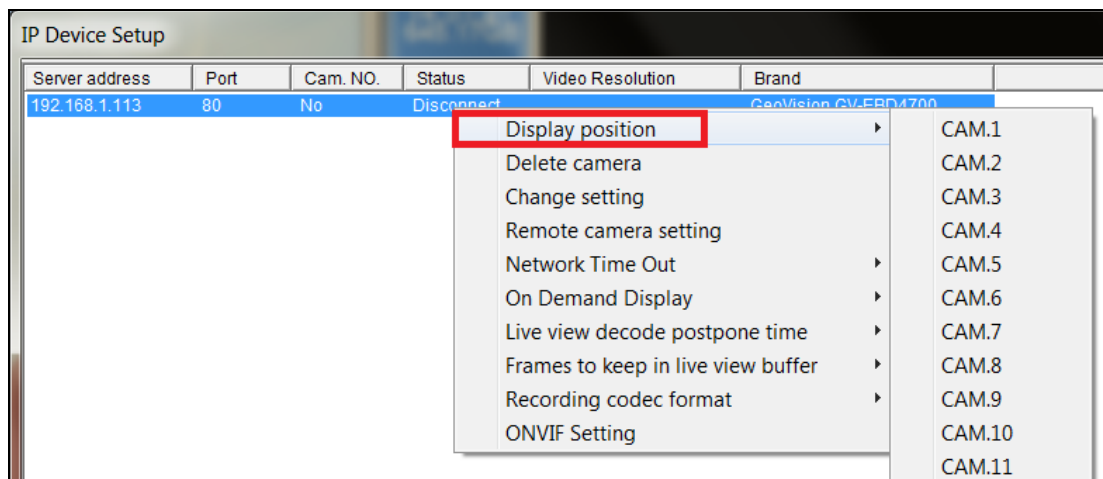 IP Device Setup
Server address Port Cam. NO. Status Video Resolution Brand
192.168.1.113 80 No Disconnect GeoVision GV-EBD4700
Display position
Delete camera
Change setting
Remote camera setting
Network Time Out
On Demand Display
Live view decode postpone time
Frames to keep in live view buffer
Recording codec format
ONVIF Setting
CAM.1
CAM.2
CAM.3
CAM.4
CAM.5
CAM.6
CAM.7
CAM.8
CAM.9
CAM.10
CAM.11